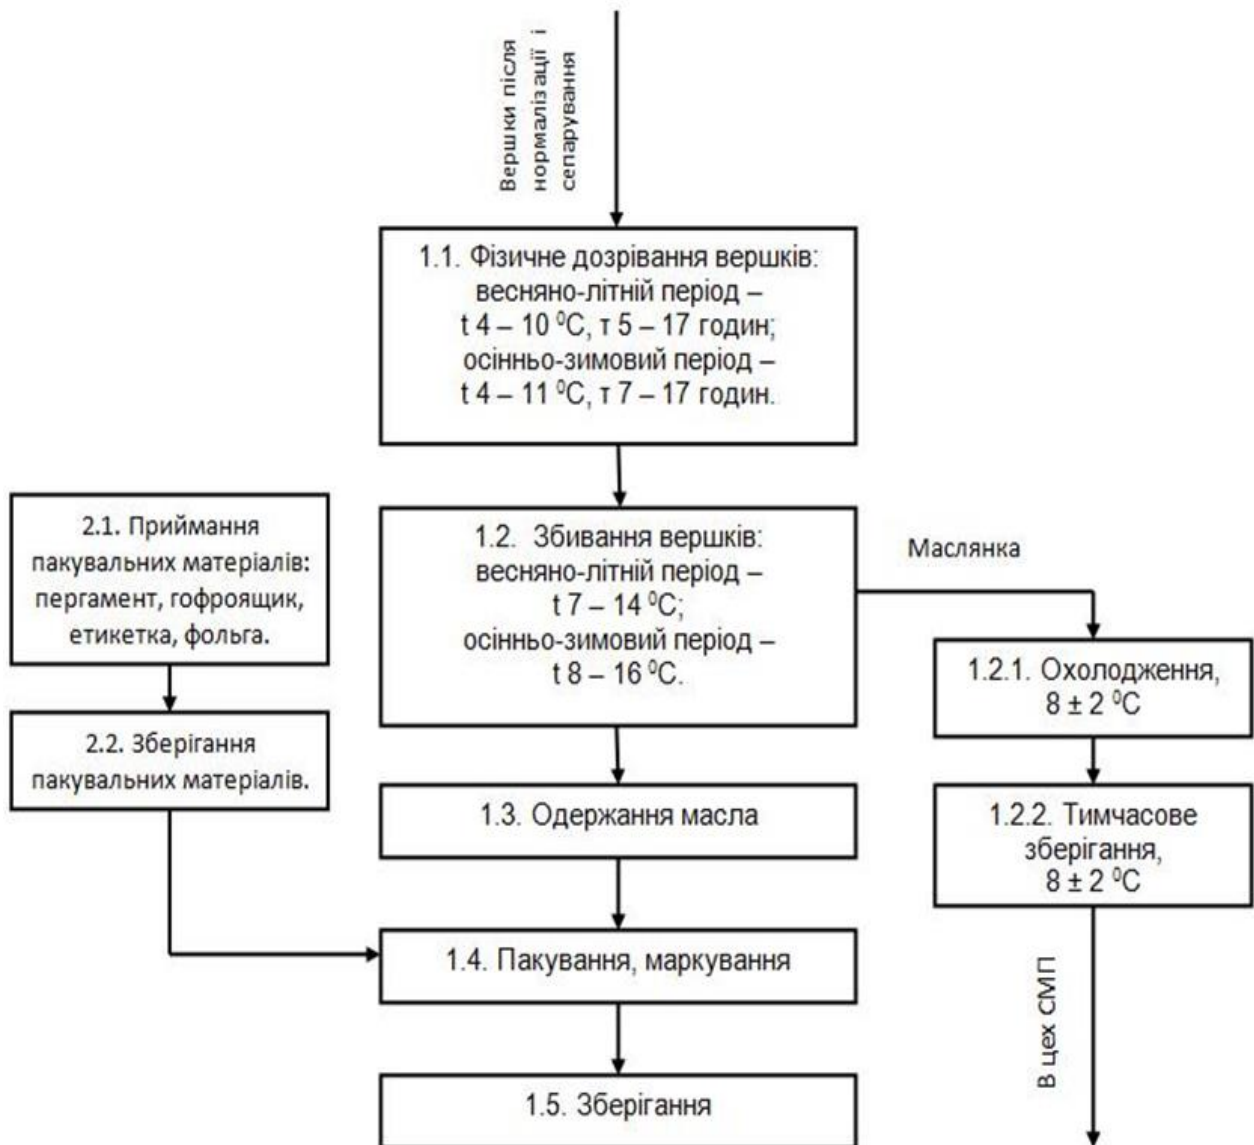 Вершки після
нормалізації і
сепарування
1.1. Фізичне дозрівання вершків:
весняно-літній період –
t 4 – 10 ⁰С, τ 5 – 17 годин;
осінньо-зимовий період –
t 4 – 11 ⁰С, τ 7 – 17 годин.
2.1. Приймання
пакувальних матеріалів:
пергамент, гофроящик,
етикетка, фольга.
1.2. Збивання вершків:
весняно-літній період –
t 7 – 14 ⁰С;
осінньо-зимовий період –
t 8 – 16 ⁰С.
Маслянка
1.2.1. Охолодження,
8 ± 2 ⁰С
2.2. Зберігання
пакувальних матеріалів.
1.3. Одержання масла
1.2.2. Тимчасове
зберігання,
8 ± 2 ⁰С
1.4. Пакування, маркування
В цех СМП
1.5. Зберігання